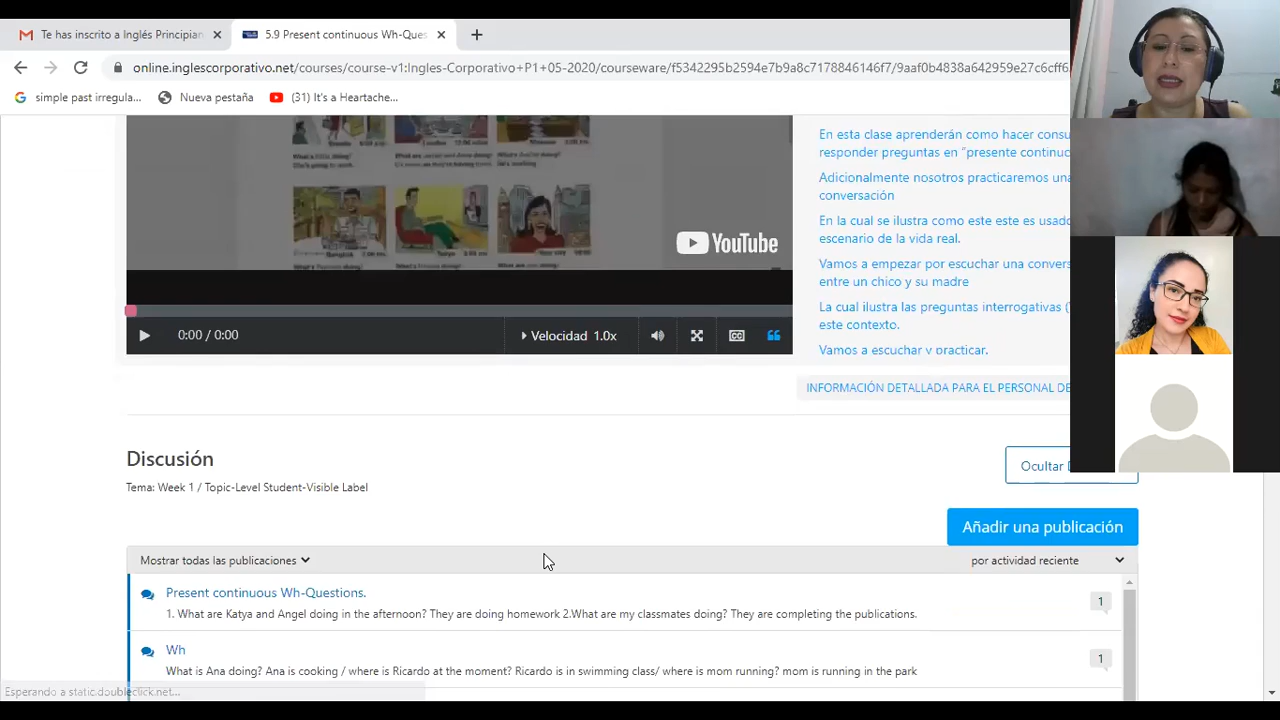 Te has inscrito a Inglés Principian
5.9 Present continuous Wh-Ques
online.inglescorporativo.net/courses/course-v1:Ingles-Corporativo+P1+05-2020/courseware/f5342295b2594e7b9a8c7178846146f7/9aaf0b4838a642959e27c6cff6
simple past irregula...
Nueva pestaña
(31) It's a Heartache...
YouTube
0:00 / 0:00
Velocidad 1.0x
En esta clase aprenderán como hacer consu
responder preguntas en "presente continuo
Adicionalmente nosotros practicaremos una
conversación
En la cual se ilustra como este este es usado
escenario de la vida real.
Vamos a empezar por escuchar una convers
entre un chico y su madre
La cual ilustra las preguntas interrogativas (
este contexto.
Vamos a escuchar y practicar.
INFORMACIÓN DETALLADA PARA EL PERSONAL DE
Discusión
Ocultar
Tema: Week 1 / Topic-Level Student-Visible Label
Añadir una publicación
Mostrar todas las publicaciones
por actividad reciente
Present continuous Wh-Questions.
1. What are Katya and Angel doing in the afternoon? They are doing homework 2.What are my classmates doing? They are completing the publications.
1
Wh
What is Ana doing? Ana is cooking / where is Ricardo at the moment? Ricardo is in swimming class/ where is mom running? mom is running in the park
1
Esperando a static.doubleclick.net...